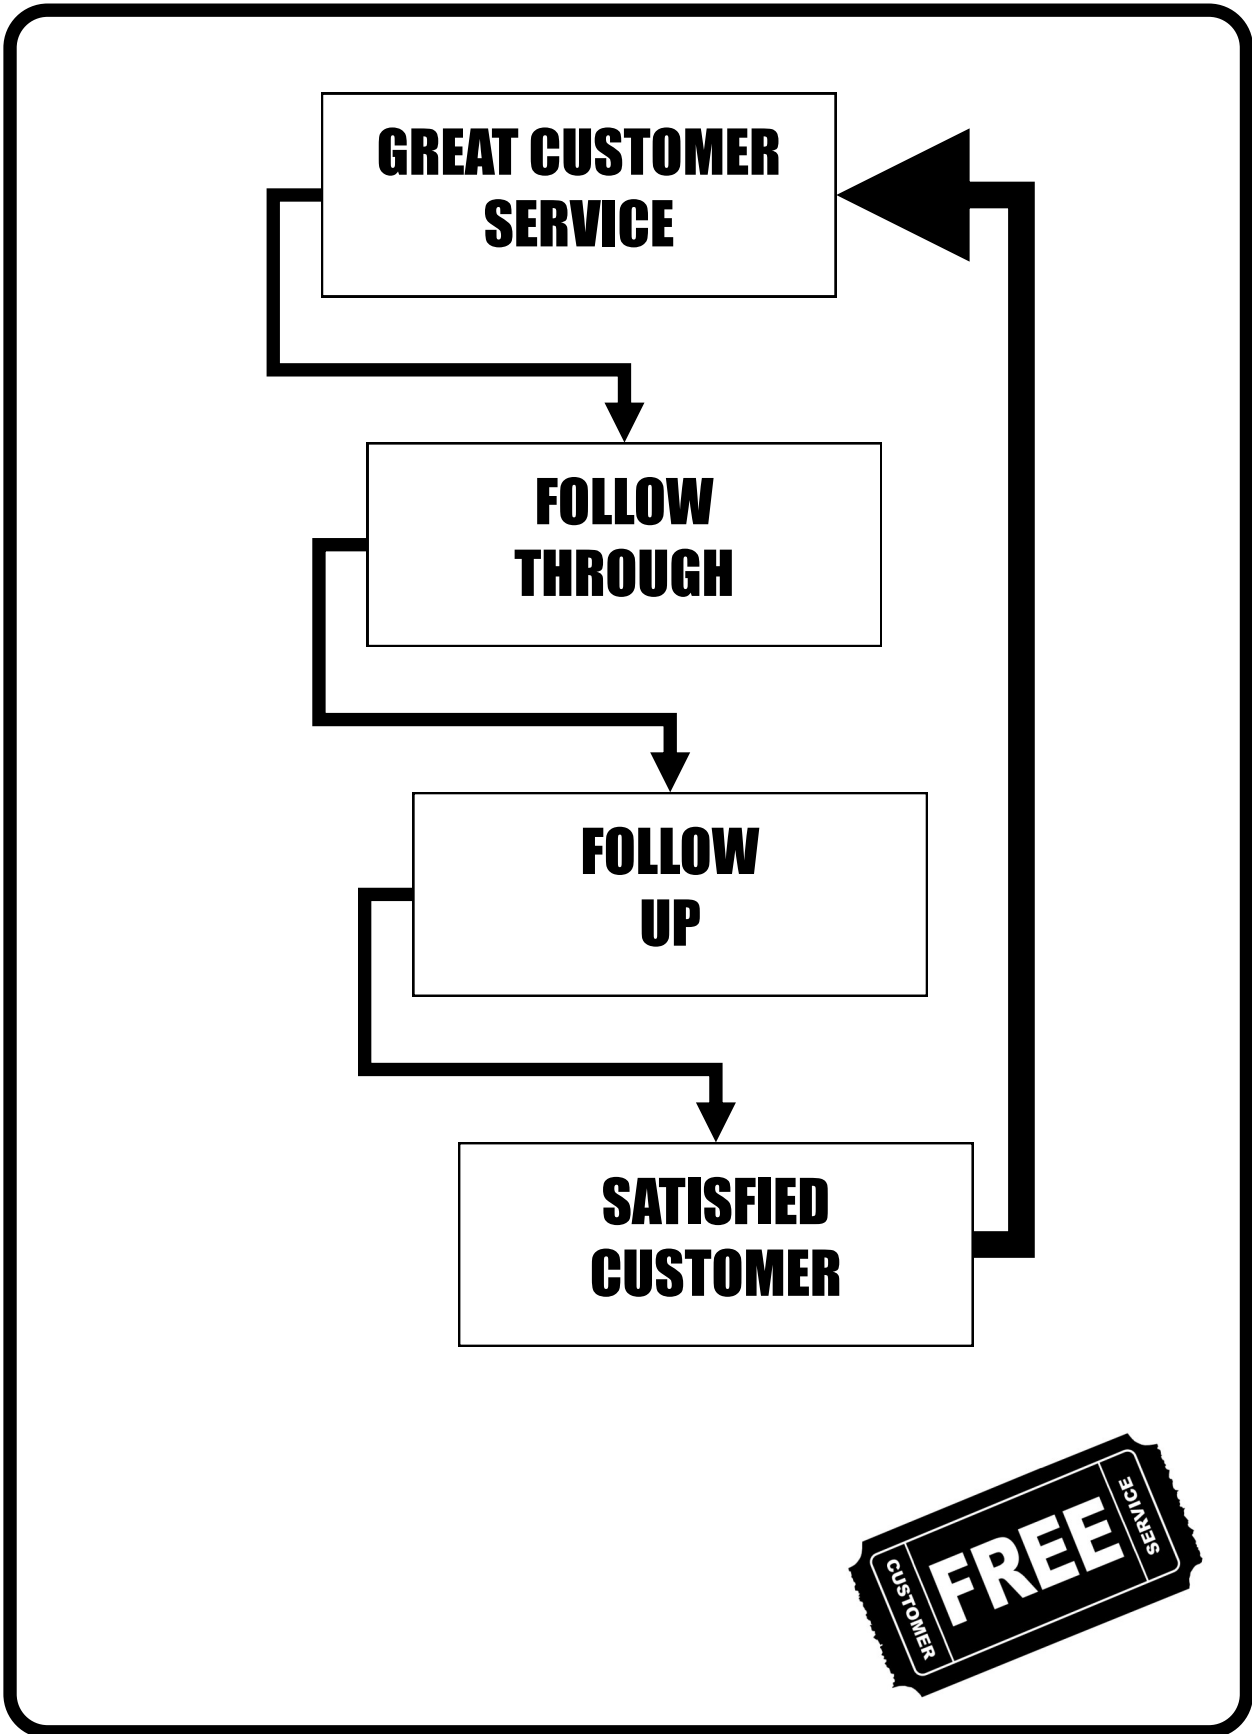 GREAT CUSTOMER
SERVICE
FOLLOW
THROUGH
FOLLOW
UP
SATISFIED
CUSTOMER
CUSTOMER
FREE
SERVICE